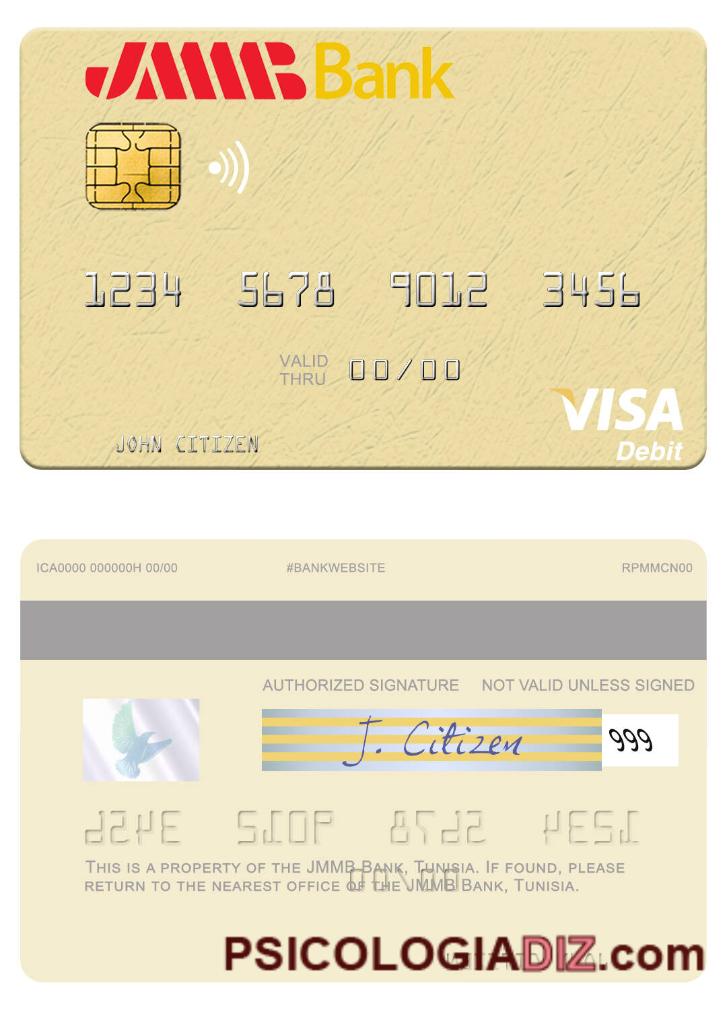 JMMB Bank
1234 5678 9012 3456
VALID THRU 00/00
JOHN CITIZEN
VISA
Debit
ICA0000 000000H 00/00 #BANKWEBSITE RPMMCN00
AUTHORIZED SIGNATURE NOT VALID UNLESS SIGNED
J. Citizen 999
THIS IS A PROPERTY OF THE JMMB BANK, TUNISIA. IF FOUND, PLEASE
RETURN TO THE NEAREST OFFICE OF THE JMMB BANK, TUNISIA.
PSICOLOGIADIZ.com